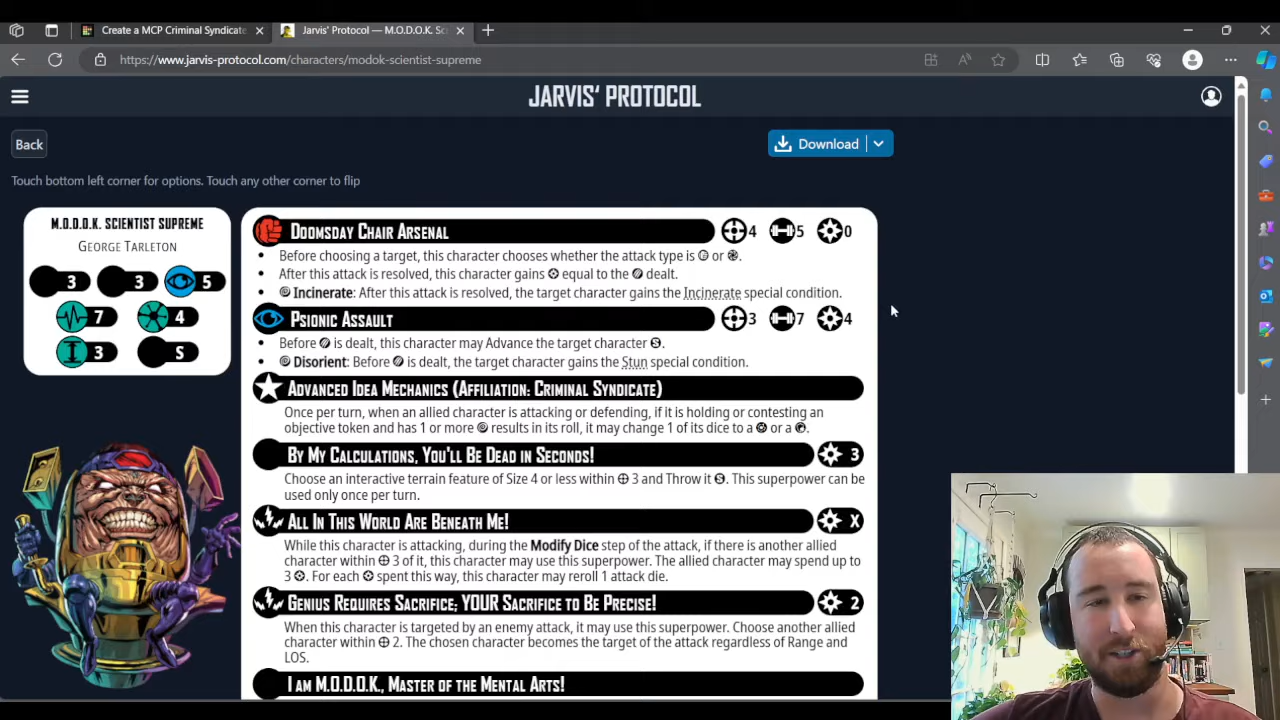 Create a MCP Criminal Syndicate
Jarvis' Protocol — M.O.D.O.K. Sc
https://www.jarvis-protocol.com/characters/modok-scientist-supreme
JARVIS' PROTOCOL
Back
Download
Touch bottom left corner for options. Touch any other corner to flip
M.O.D.O.K. SCIENTIST SUPREME
GEORGE TARLETON
3 3 5
7 4
3 S
DOOMSDAY CHAIR ARSENAL 4 5 0
• Before choosing a target, this character chooses whether the attack type is or .
• After this attack is resolved, this character gains equal to the dealt.
• Incinerate: After this attack is resolved, the target character gains the Incinerate special condition.
PSIONIC ASSAULT 3 7 4
• Before is dealt, this character may Advance the target character S.
• Disorient: Before is dealt, the target character gains the Stun special condition.
ADVANCED IDEA MECHANICS (AFFILIATION: CRIMINAL SYNDICATE)
Once per turn, when an allied character is attacking or defending, if it is holding or contesting an
objective token and has 1 or more results in its roll, it may change 1 of its dice to a or a .
BY MY CALCULATIONS, YOU'LL BE DEAD IN SECONDS! 3
Choose an interactive terrain feature of Size 4 or less within 3 and Throw it S. This superpower can be
used only once per turn.
ALL IN THIS WORLD ARE BENEATH ME! X
While this character is attacking, during the Modify Dice step of the attack, if there is another allied
character within 3 of it, this character may use this superpower. The allied character may spend up to
3 . For each spent this way, this character may reroll 1 attack die.
GENIUS REQUIRES SACRIFICE; YOUR SACRIFICE TO BE PRECISE! 2
When this character is targeted by an enemy attack, it may use this superpower. Choose another allied
character within 2. The chosen character becomes the target of the attack regardless of Range and
LOS.
I AM M.O.D.O.K., MASTER OF THE MENTAL ARTS!